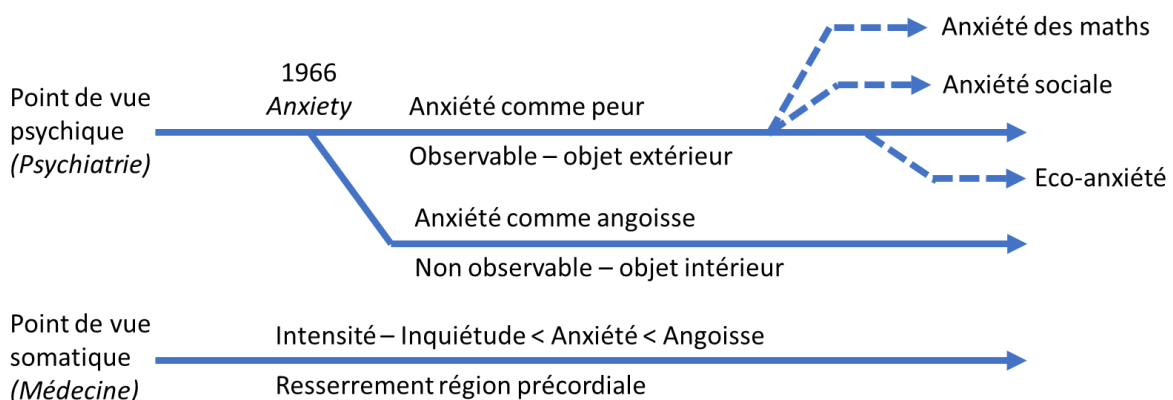 Anxiété des maths
1966
Anxiety
Anxiété sociale
Point de vue
psychique
(Psychiatrie)
Anxiété comme peur
Observable – objet extérieur
Eco-anxiété
Anxiété comme angoisse
Non observable – objet intérieur
Point de vue
somatique
(Médecine)
Intensité – Inquiétude < Anxiété < Angoisse
Resserrement région précordiale